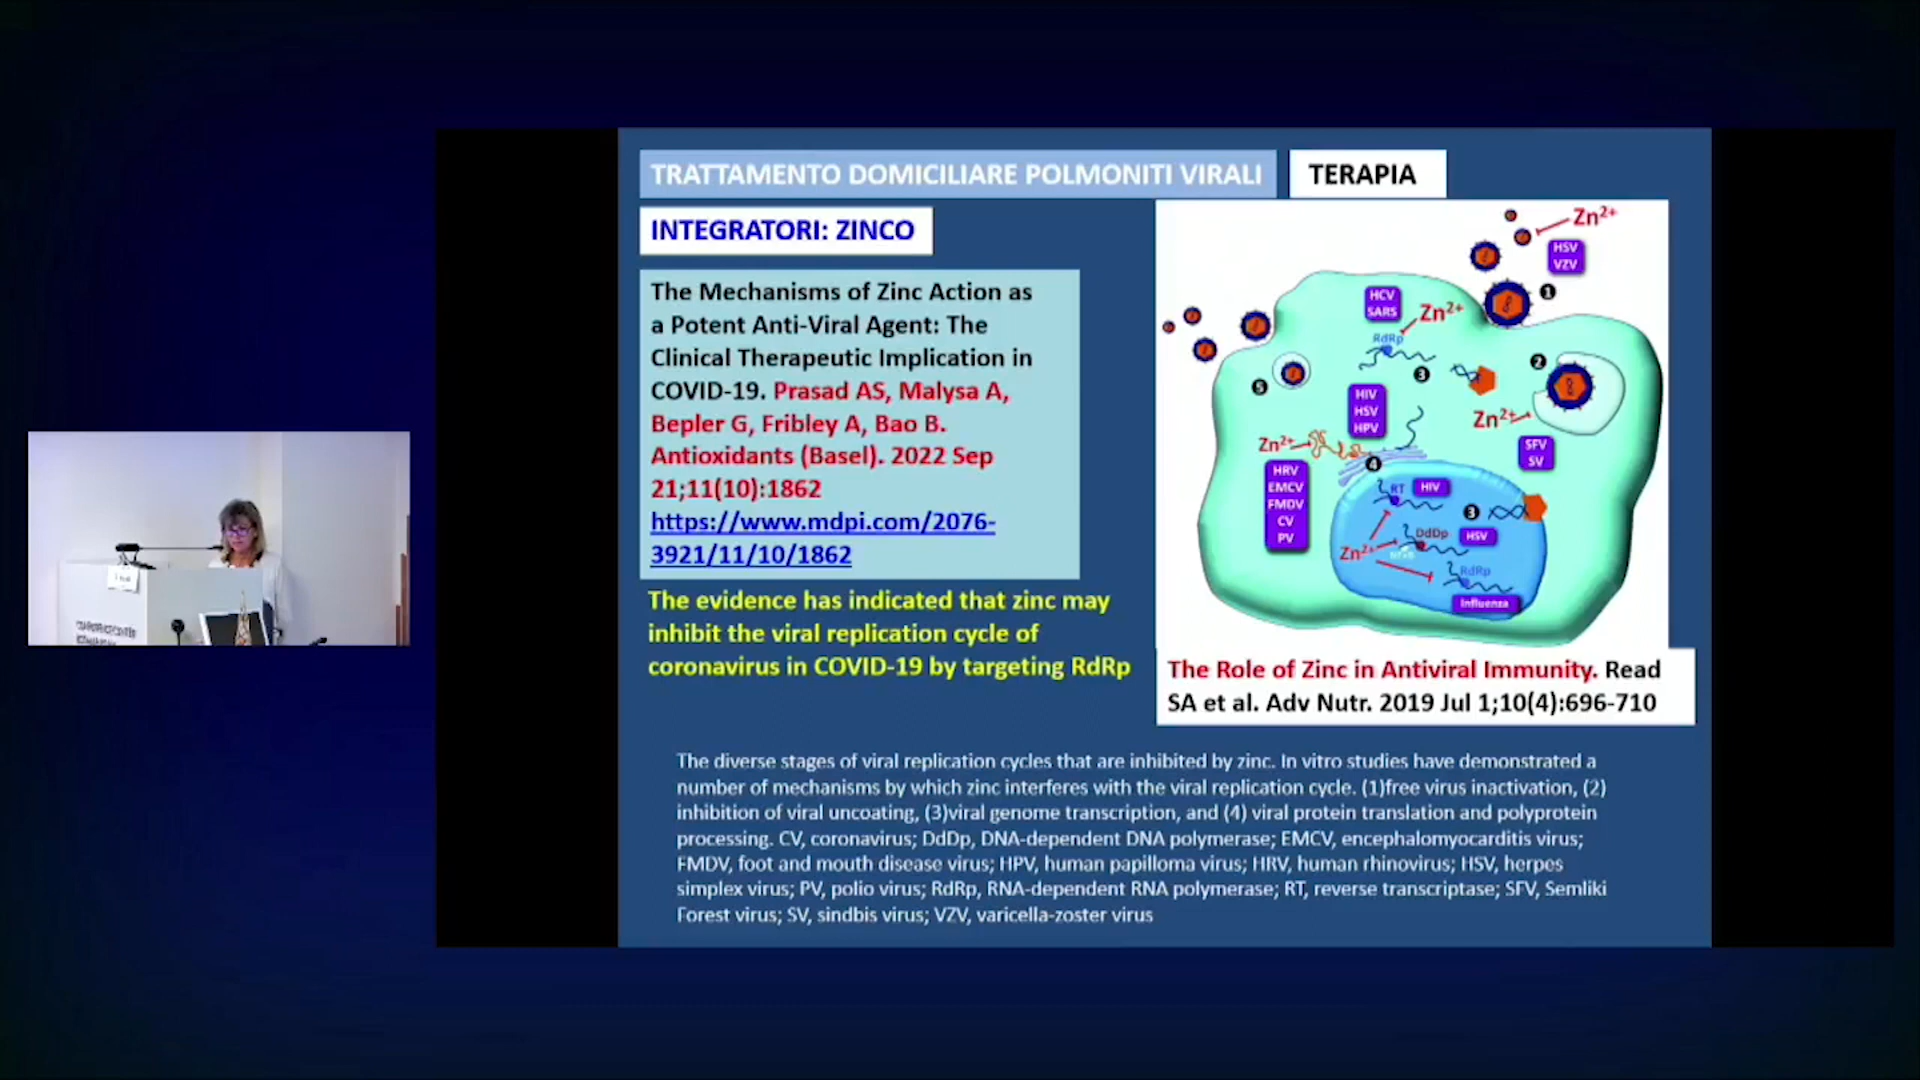 TRATTAMENTO DOMICILIARE POLMONITI VIRALI
TERAPIA
INTEGRATORI: ZINCO
The Mechanisms of Zinc Action as
a Potent Anti-Viral Agent: The
Clinical Therapeutic Implication in
COVID-19. Prasad AS, Malysa A,
Bepler G, Fribley A, Bao B.
Antioxidants (Basel). 2022 Sep
21;11(10):1862
https://www.mdpi.com/2076-
3921/11/10/1862
The evidence has indicated that zinc may
inhibit the viral replication cycle of
coronavirus in COVID-19 by targeting RdRp
Zn²⁺
HSV
VZV
1
HCV
SARS
Zn²⁺
RdRp
2
3
5
HIV
HSV
HPV
Zn²⁺
Zn²⁺
SFV
SV
4
HRV
EMCV
FMDV
CV
PV
RT
HIV
3
DdDp
HSV
Zn²⁺
RdRp
Influenza
The Role of Zinc in Antiviral Immunity. Read
SA et al. Adv Nutr. 2019 Jul 1;10(4):696-710
The diverse stages of viral replication cycles that are inhibited by zinc. In vitro studies have demonstrated a
number of mechanisms by which zinc interferes with the viral replication cycle. (1)free virus inactivation, (2)
inhibition of viral uncoating, (3)viral genome transcription, and (4) viral protein translation and polyprotein
processing. CV, coronavirus; DdDp, DNA-dependent DNA polymerase; EMCV, encephalomyocarditis virus;
FMDV, foot and mouth disease virus; HPV, human papilloma virus; HRV, human rhinovirus; HSV, herpes
simplex virus; PV, polio virus; RdRp, RNA-dependent RNA polymerase; RT, reverse transcriptase; SFV, Semliki
Forest virus; SV, sindbis virus; VZV, varicella-zoster virus